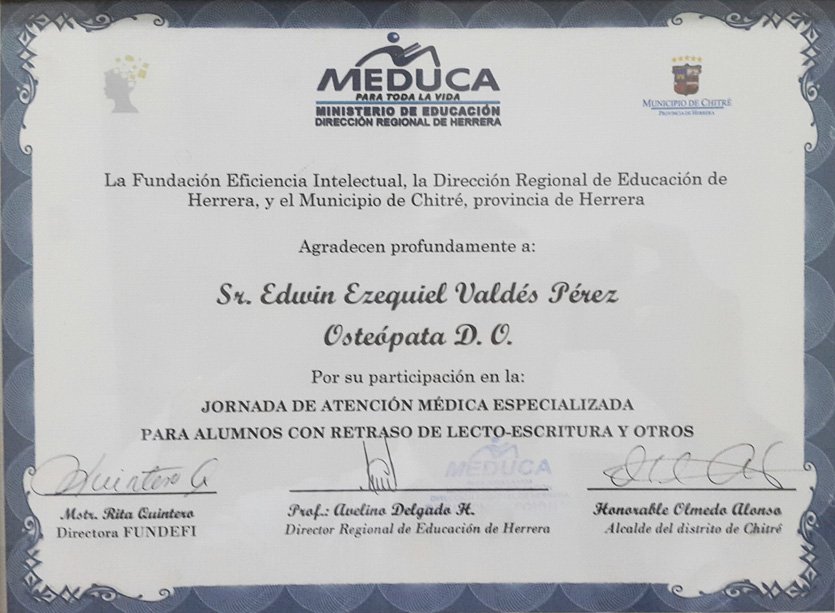 MEDUCA
PARA TODA LA VIDA
MINISTERIO DE EDUCACIÓN
DIRECCIÓN REGIONAL DE HERRERA
MUNICIPIO DE CHITRÉ
PROVINCIA DE HERRERA
La Fundación Eficiencia Intelectual, la Dirección Regional de Educación de
Herrera, y el Municipio de Chitré, provincia de Herrera
Agradecen profundamente a:
Sr. Edwin Ezequiel Valdés Pérez
Osteópata D. O.
Por su participación en la:
JORNADA DE ATENCIÓN MÉDICA ESPECIALIZADA
PARA ALUMNOS CON RETRASO DE LECTO-ESCRITURA Y OTROS
MEDUCA
Mstr. Rita Quintero
Directora FUNDEFI
Prof.: Avelino Delgado H.
Director Regional de Educación de Herrera
Honorable Olmedo Alonso
Alcalde del distrito de Chitré